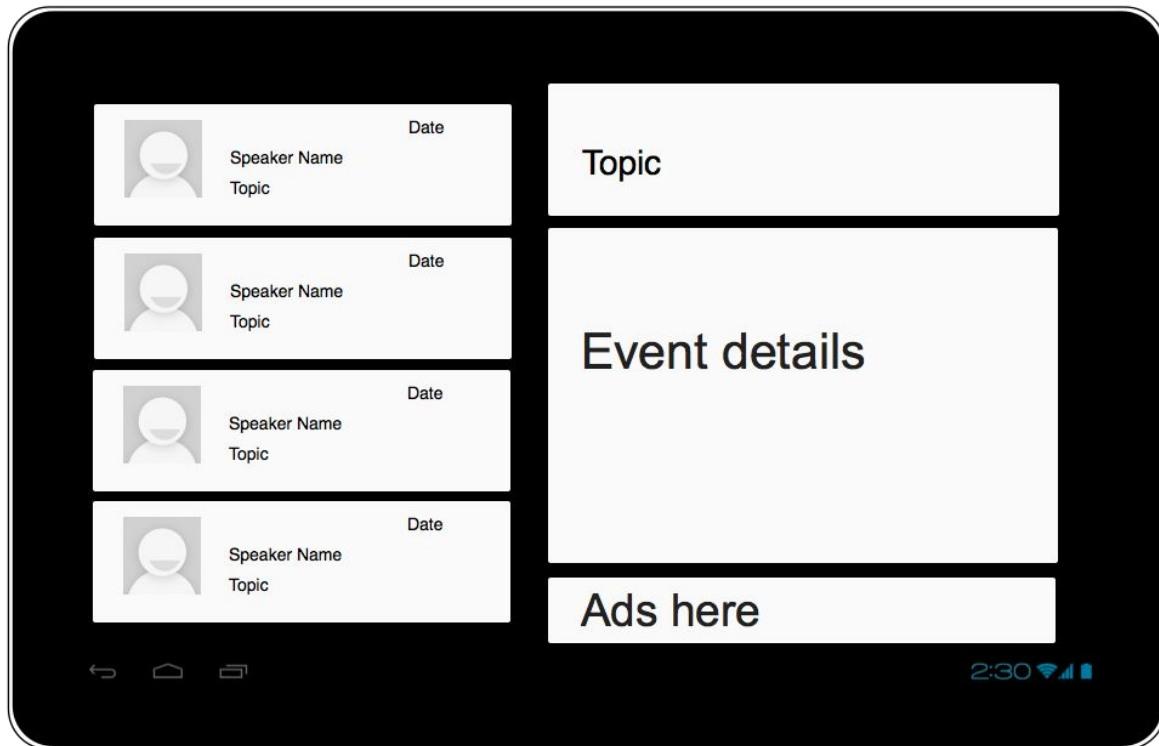 Date
Speaker Name
Topic
Date
Speaker Name
Topic
Date
Speaker Name
Topic
Date
Speaker Name
Topic
Topic
Event details
Ads here
2:30